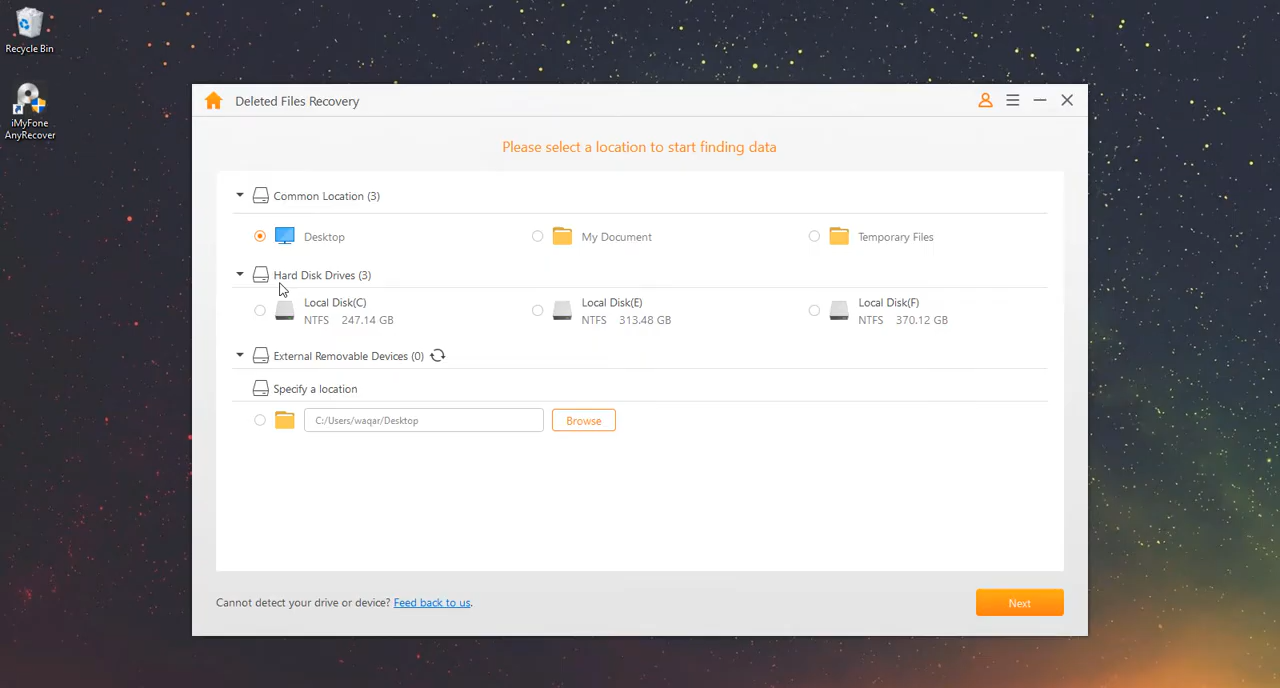 Recycle Bin
iMyFone
AnyRecover
Deleted Files Recovery
Please select a location to start finding data
Common Location (3)
Desktop
My Document
Temporary Files
Hard Disk Drives (3)
Local Disk(C)
NTFS 247.14 GB
Local Disk(E)
NTFS 313.48 GB
Local Disk(F)
NTFS 370.12 GB
External Removable Devices (0)
Specify a location
C:/Users/waqar/Desktop
Browse
Cannot detect your drive or device? Feed back to us.
Next